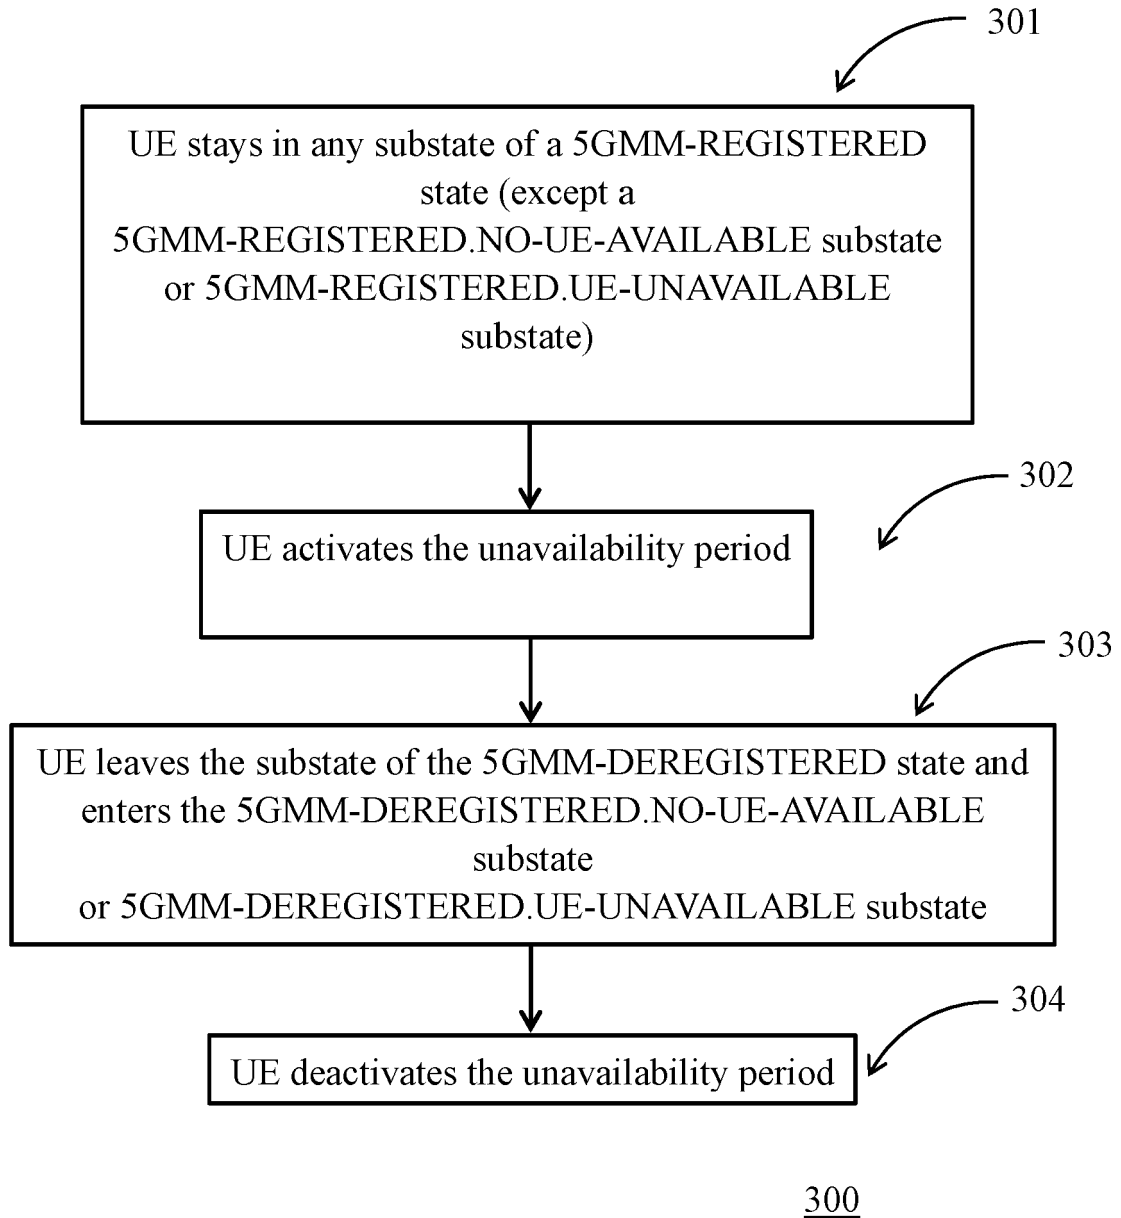 301
UE stays in any substate of a 5GMM-REGISTERED
state (except a
5GMM-REGISTERED.NO-UE-AVAILABLE substate
or 5GMM-REGISTERED.UE-UNAVAILABLE
substate)
302
UE activates the unavailability period
303
UE leaves the substate of the 5GMM-DEREGISTERED state and
enters the 5GMM-DEREGISTERED.NO-UE-AVAILABLE
substate
or 5GMM-DEREGISTERED.UE-UNAVAILABLE substate
304
UE deactivates the unavailability period
300